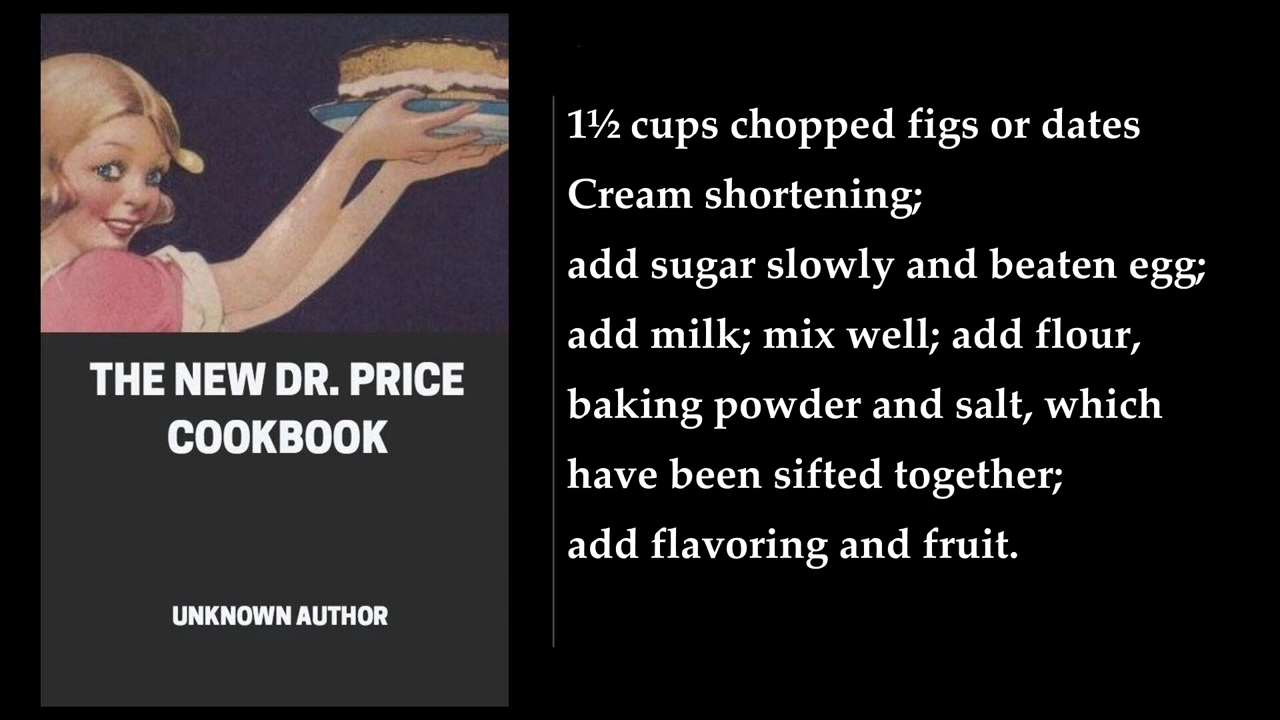 THE NEW DR. PRICE
COOKBOOK
UNKNOWN AUTHOR
1½ cups chopped figs or dates
Cream shortening;
add sugar slowly and beaten egg;
add milk; mix well; add flour,
baking powder and salt, which
have been sifted together;
add flavoring and fruit.